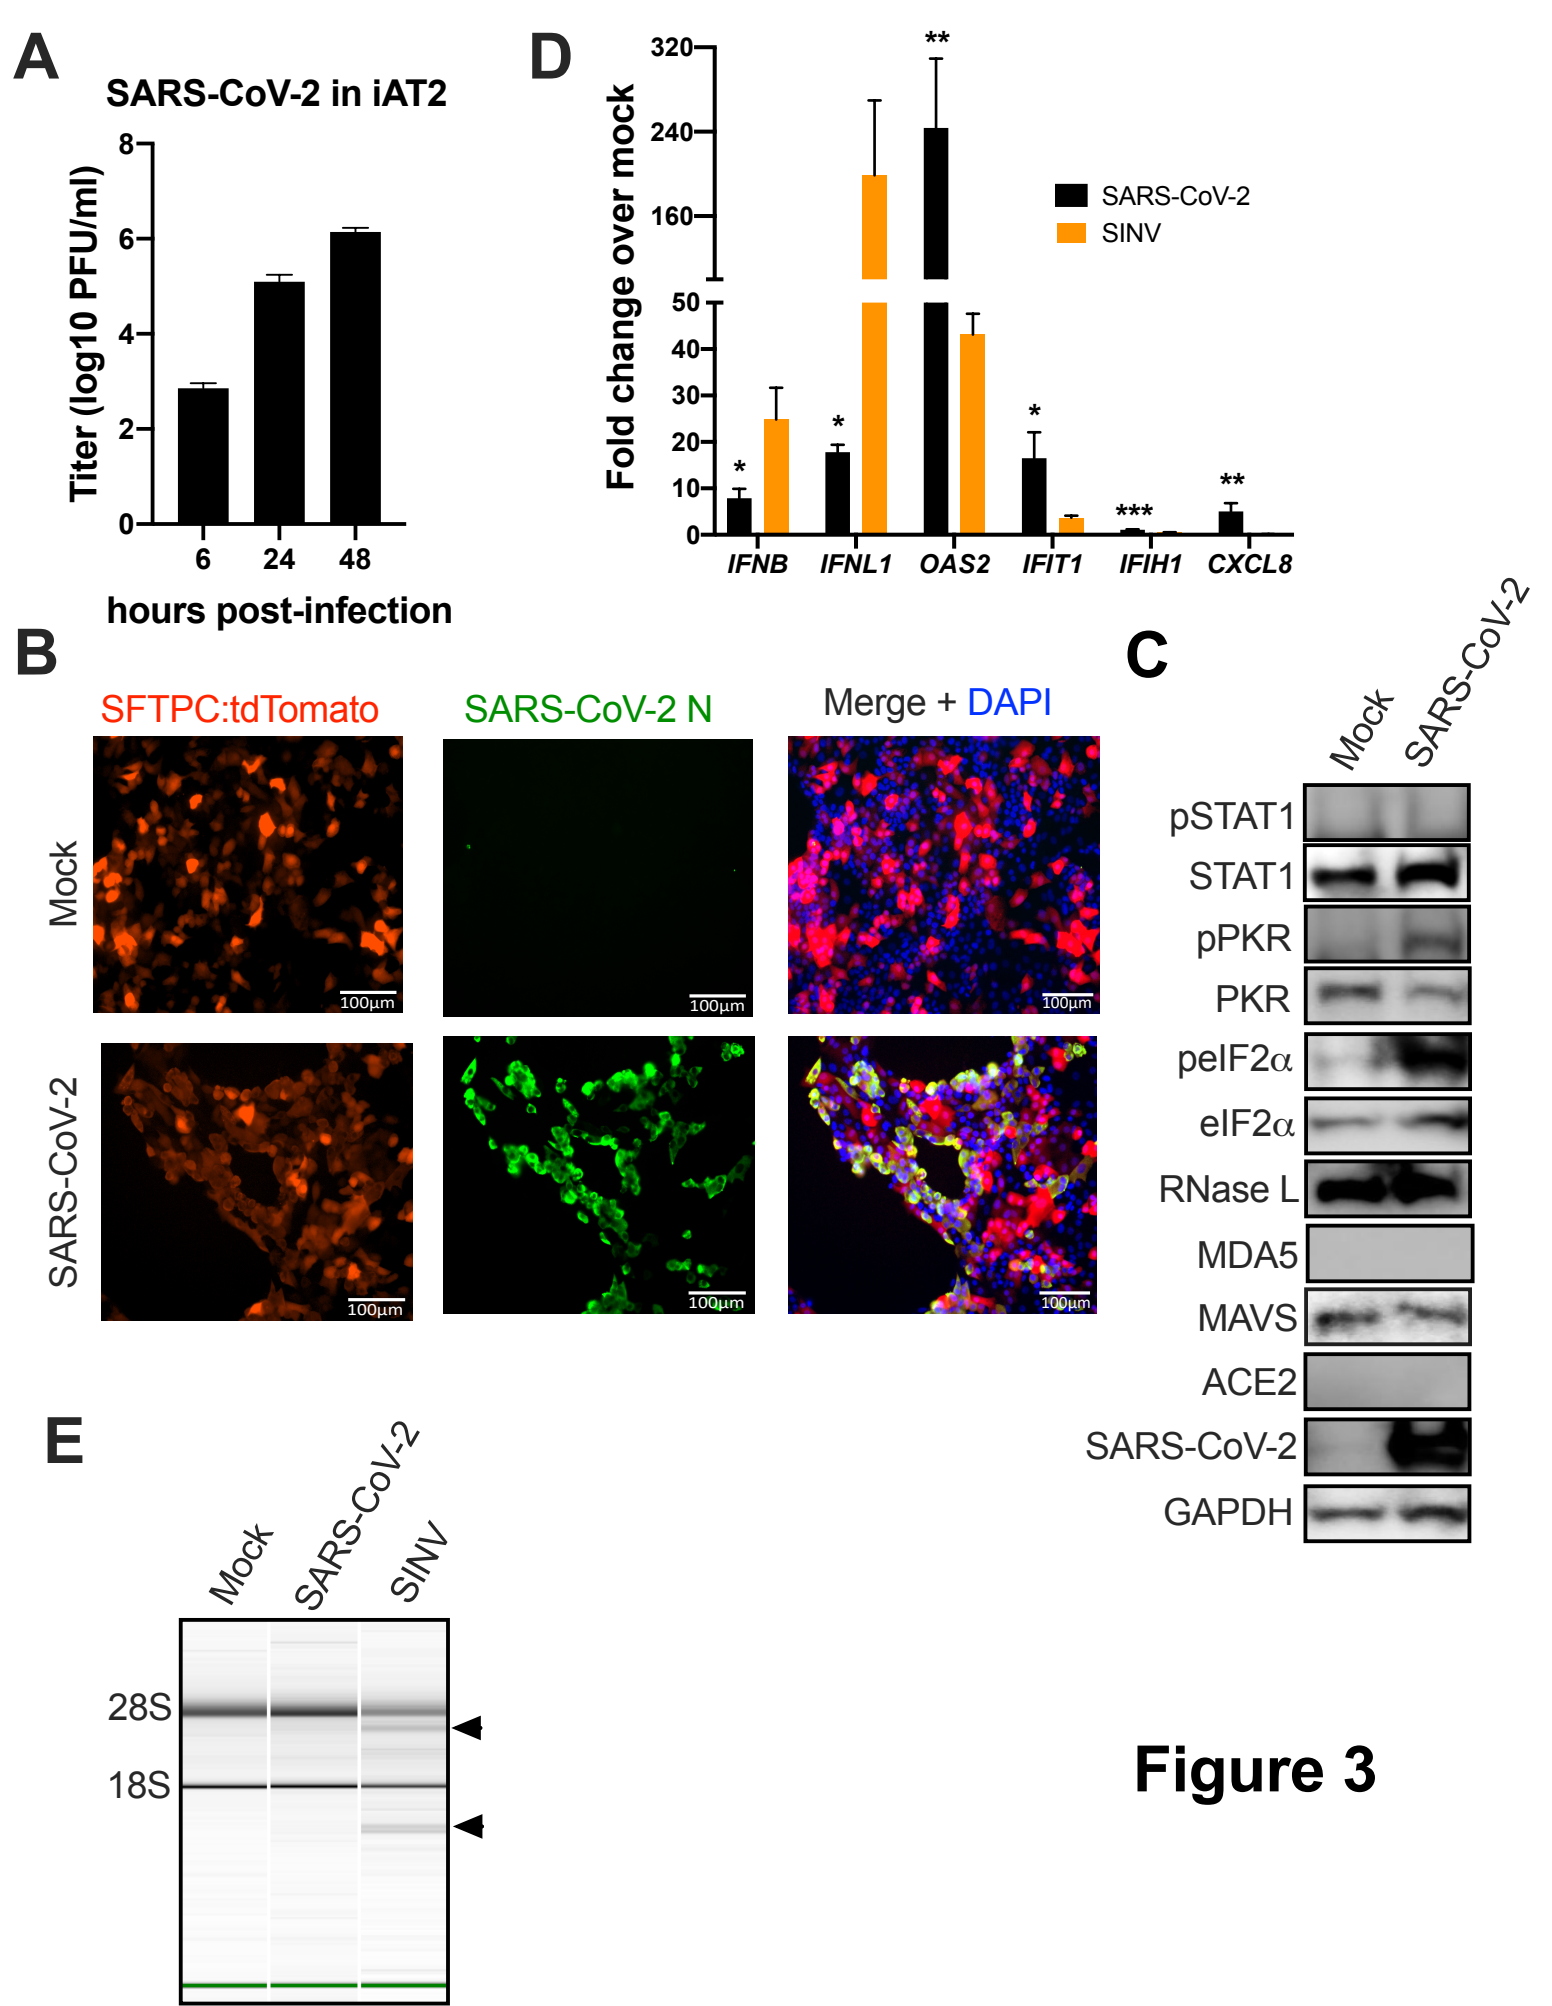 A
SARS-CoV-2 in iAT2
Titer (log10 PFU/ml)
8
6
4
2
0
6 24 48
hours post-infection
D
Fold change over mock
320
240
160
50
40
30
20
10
0
** 
* * * *** **
SARS-CoV-2
SINV
IFNB IFNL1 OAS2 IFIT1 IFIH1 CXCL8
B
SFTPC:tdTomato SARS-CoV-2 N Merge + DAPI
Mock
100µm 100µm 100µm
SARS-CoV-2
100µm 100µm 100µm
C
Mock SARS-CoV-2
pSTAT1
STAT1
pPKR
PKR
peIF2α
eIF2α
RNase L
MDA5
MAVS
ACE2
SARS-CoV-2
GAPDH
E
Mock SARS-CoV-2 SINV
28S
18S
Figure 3